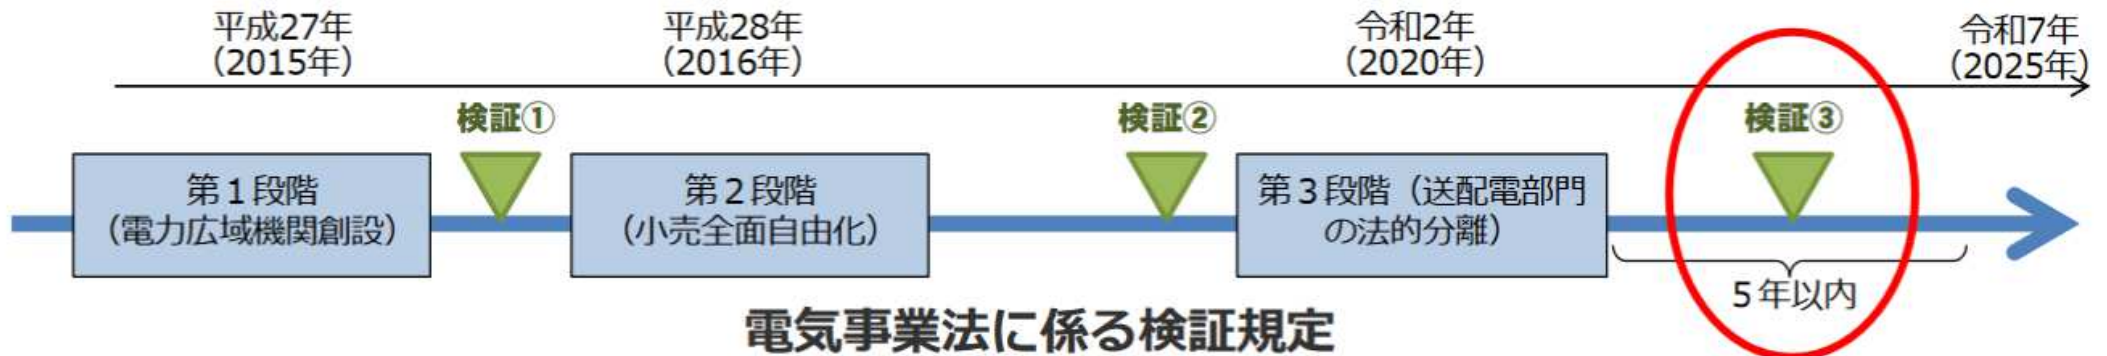 平成27年
（2015年）
平成28年
（2016年）
令和2年
（2020年）
令和7年
（2025年）
検証①
検証②
検証③
第１段階
（電力広域機関創設）
第２段階
（小売全面自由化）
第３段階（送配電部門
の法的分離）
５年以内
電気事業法に係る検証規定